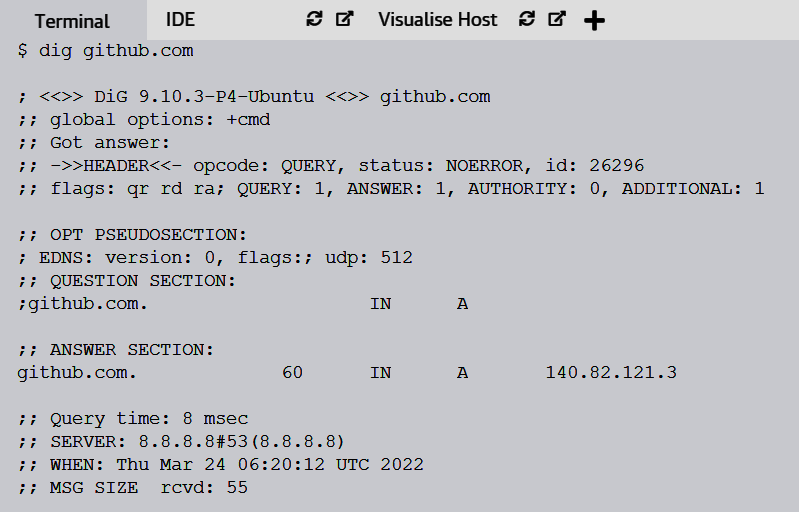 Terminal IDE Visualise Host
$ dig github.com
; <<>> DiG 9.10.3-P4-Ubuntu <<>> github.com
;; global options: +cmd
;; Got answer:
;; ->>HEADER<<- opcode: QUERY, status: NOERROR, id: 26296
;; flags: qr rd ra; QUERY: 1, ANSWER: 1, AUTHORITY: 0, ADDITIONAL: 1
;; OPT PSEUDOSECTION:
; EDNS: version: 0, flags:; udp: 512
;; QUESTION SECTION:
;github.com. IN A
;; ANSWER SECTION:
github.com. 60 IN A 140.82.121.3
;; Query time: 8 msec
;; SERVER: 8.8.8.8#53(8.8.8.8)
;; WHEN: Thu Mar 24 06:20:12 UTC 2022
;; MSG SIZE rcvd: 55